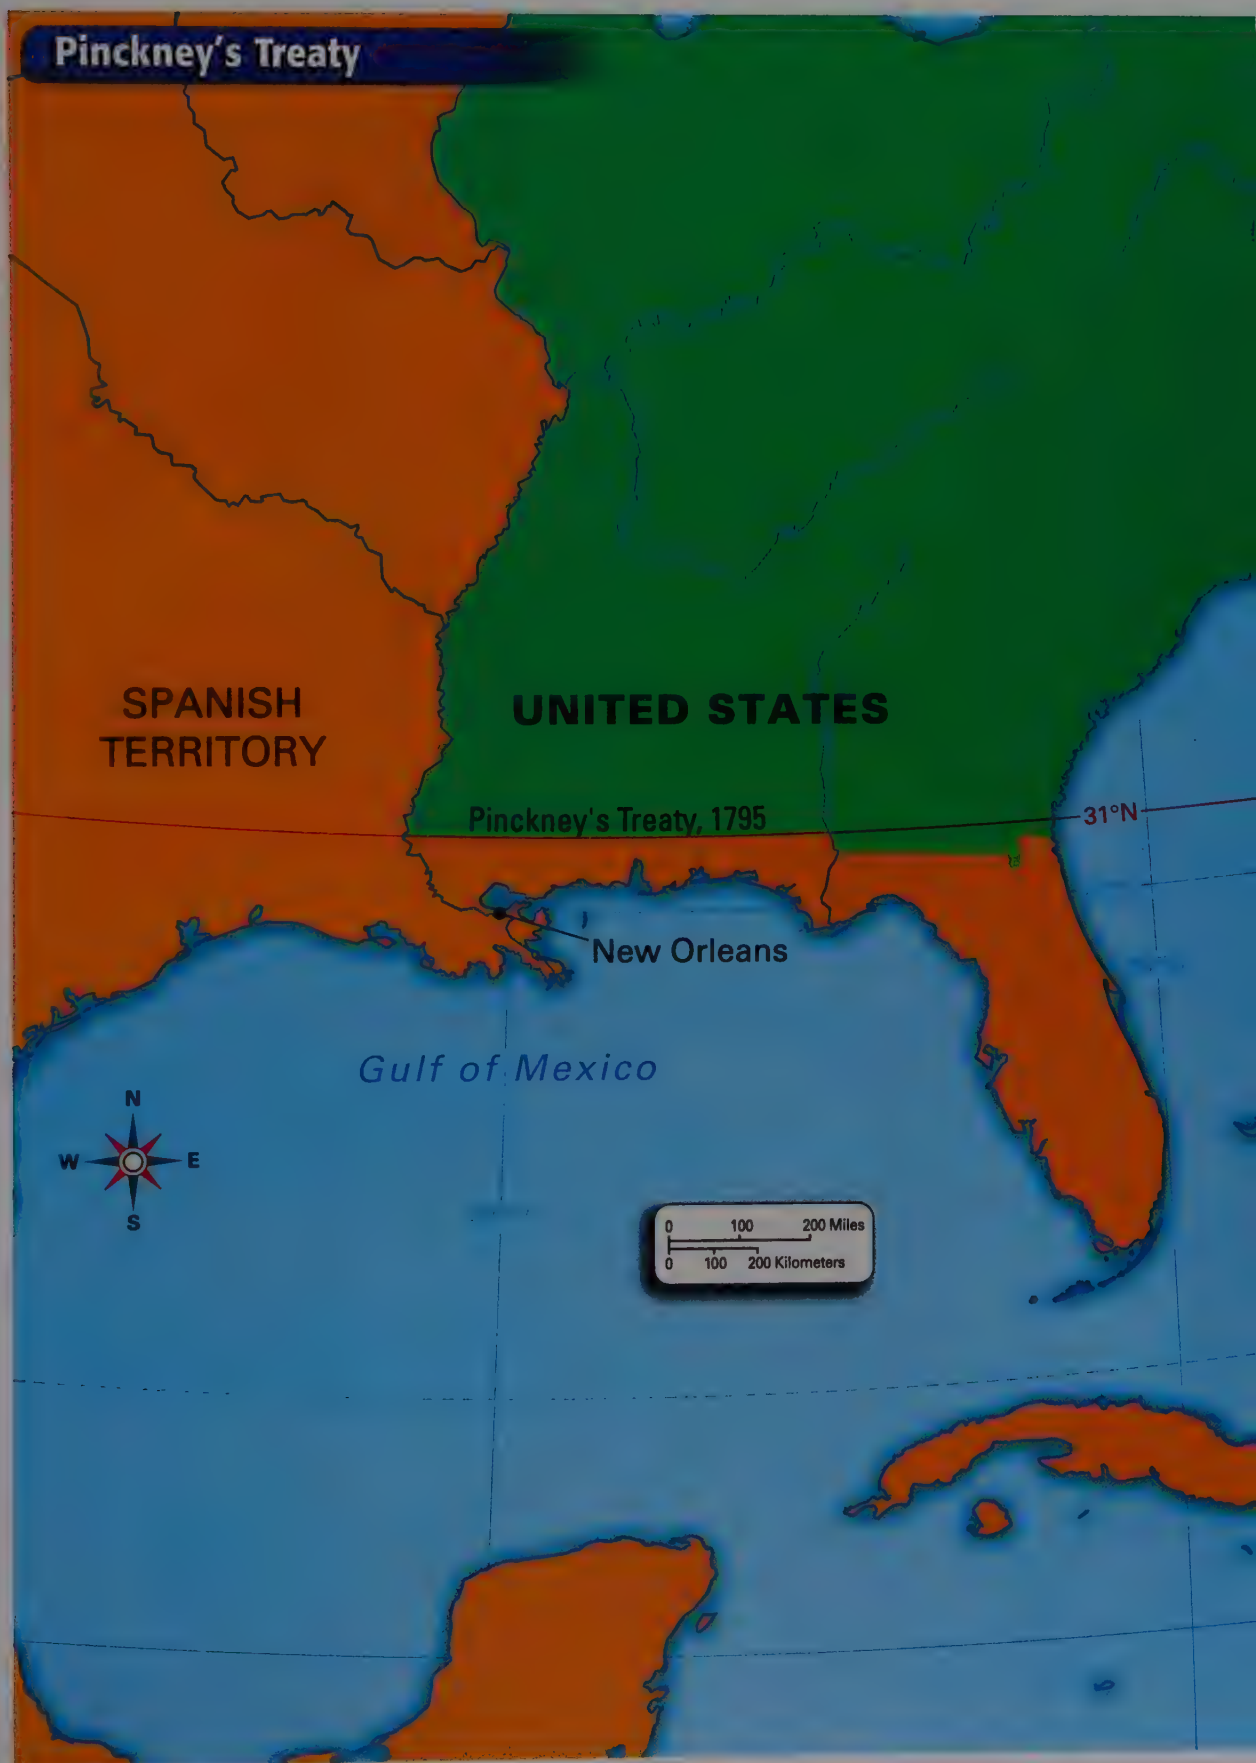 Pinckney's Treaty
SPANISH
TERRITORY
UNITED STATES
Pinckney's Treaty, 1795
31°N
New Orleans
Gulf of Mexico
N
W
E
S
0 100 200 Miles
0 100 200 Kilometers